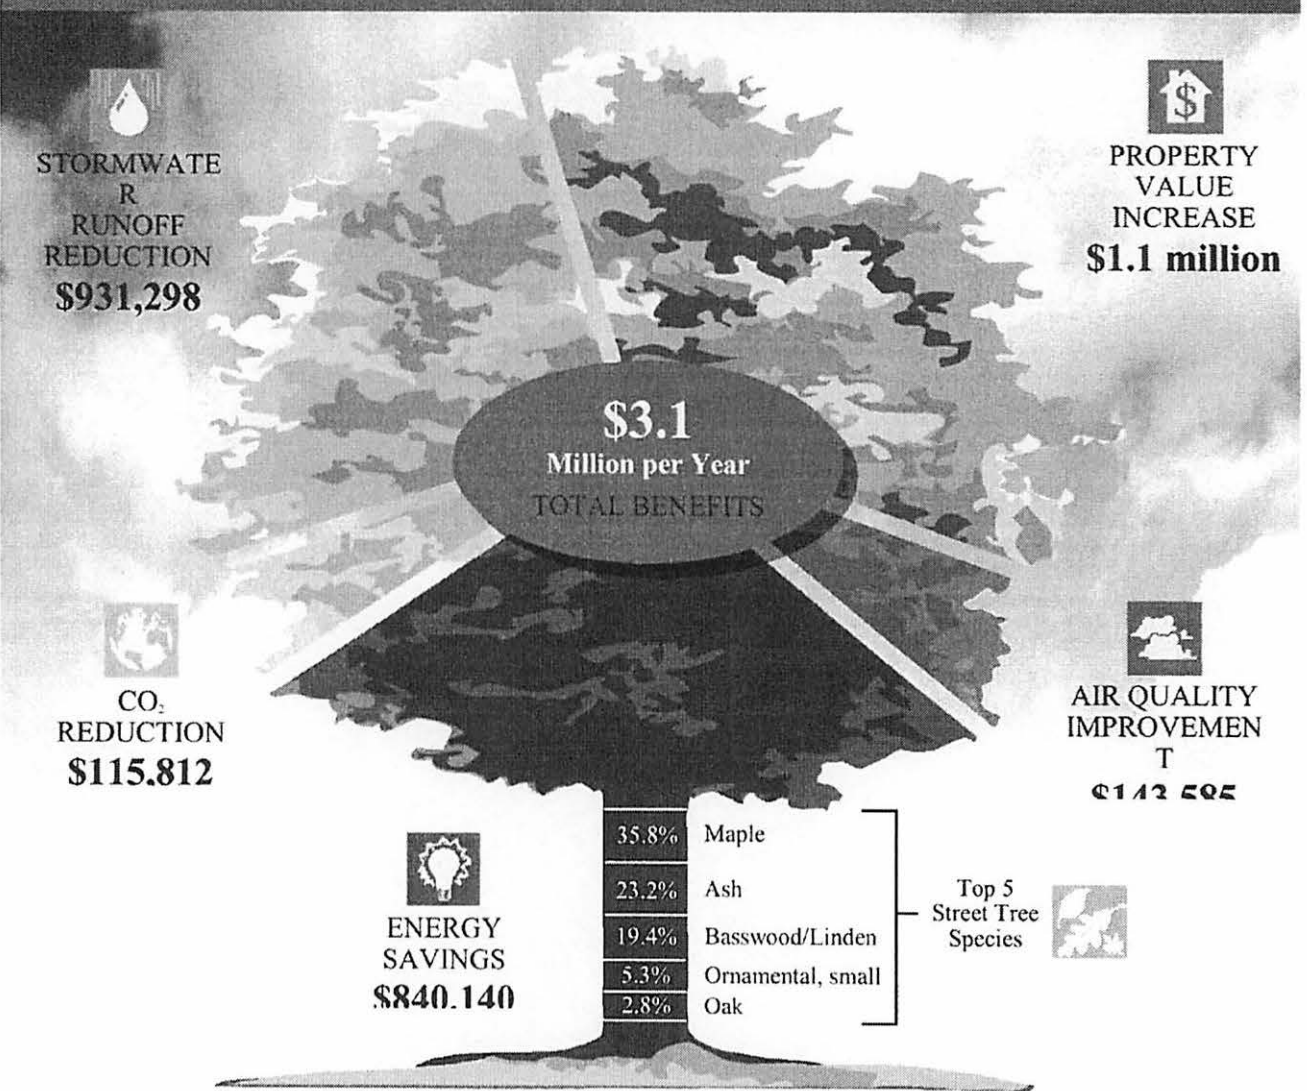 STORMWATE
R
RUNOFF
REDUCTION
$931,298
$
PROPERTY
VALUE
INCREASE
$1.1 million
$3.1
Million per Year
TOTAL BENEFITS
CO₂
REDUCTION
$115,812
AIR QUALITY
IMPROVEMEN
T
ENERGY
SAVINGS
$840,140
35.8% Maple
23.2% Ash
19.4% Basswood/Linden
5.3% Ornamental, small
2.8% Oak
Top 5
Street Tree
Species